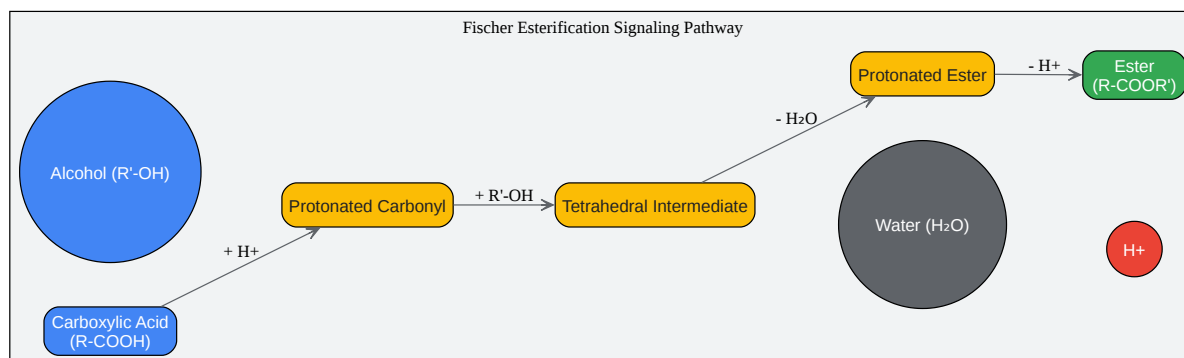 Fischer Esterification Signaling Pathway
Alcohol (R'-OH)
Carboxylic Acid
(R-COOH)
+ H+
Protonated Carbonyl
+ R'-OH
Tetrahedral Intermediate
- H₂O
Protonated Ester
- H+
Ester
(R-COOR')
Water (H₂O)
H+